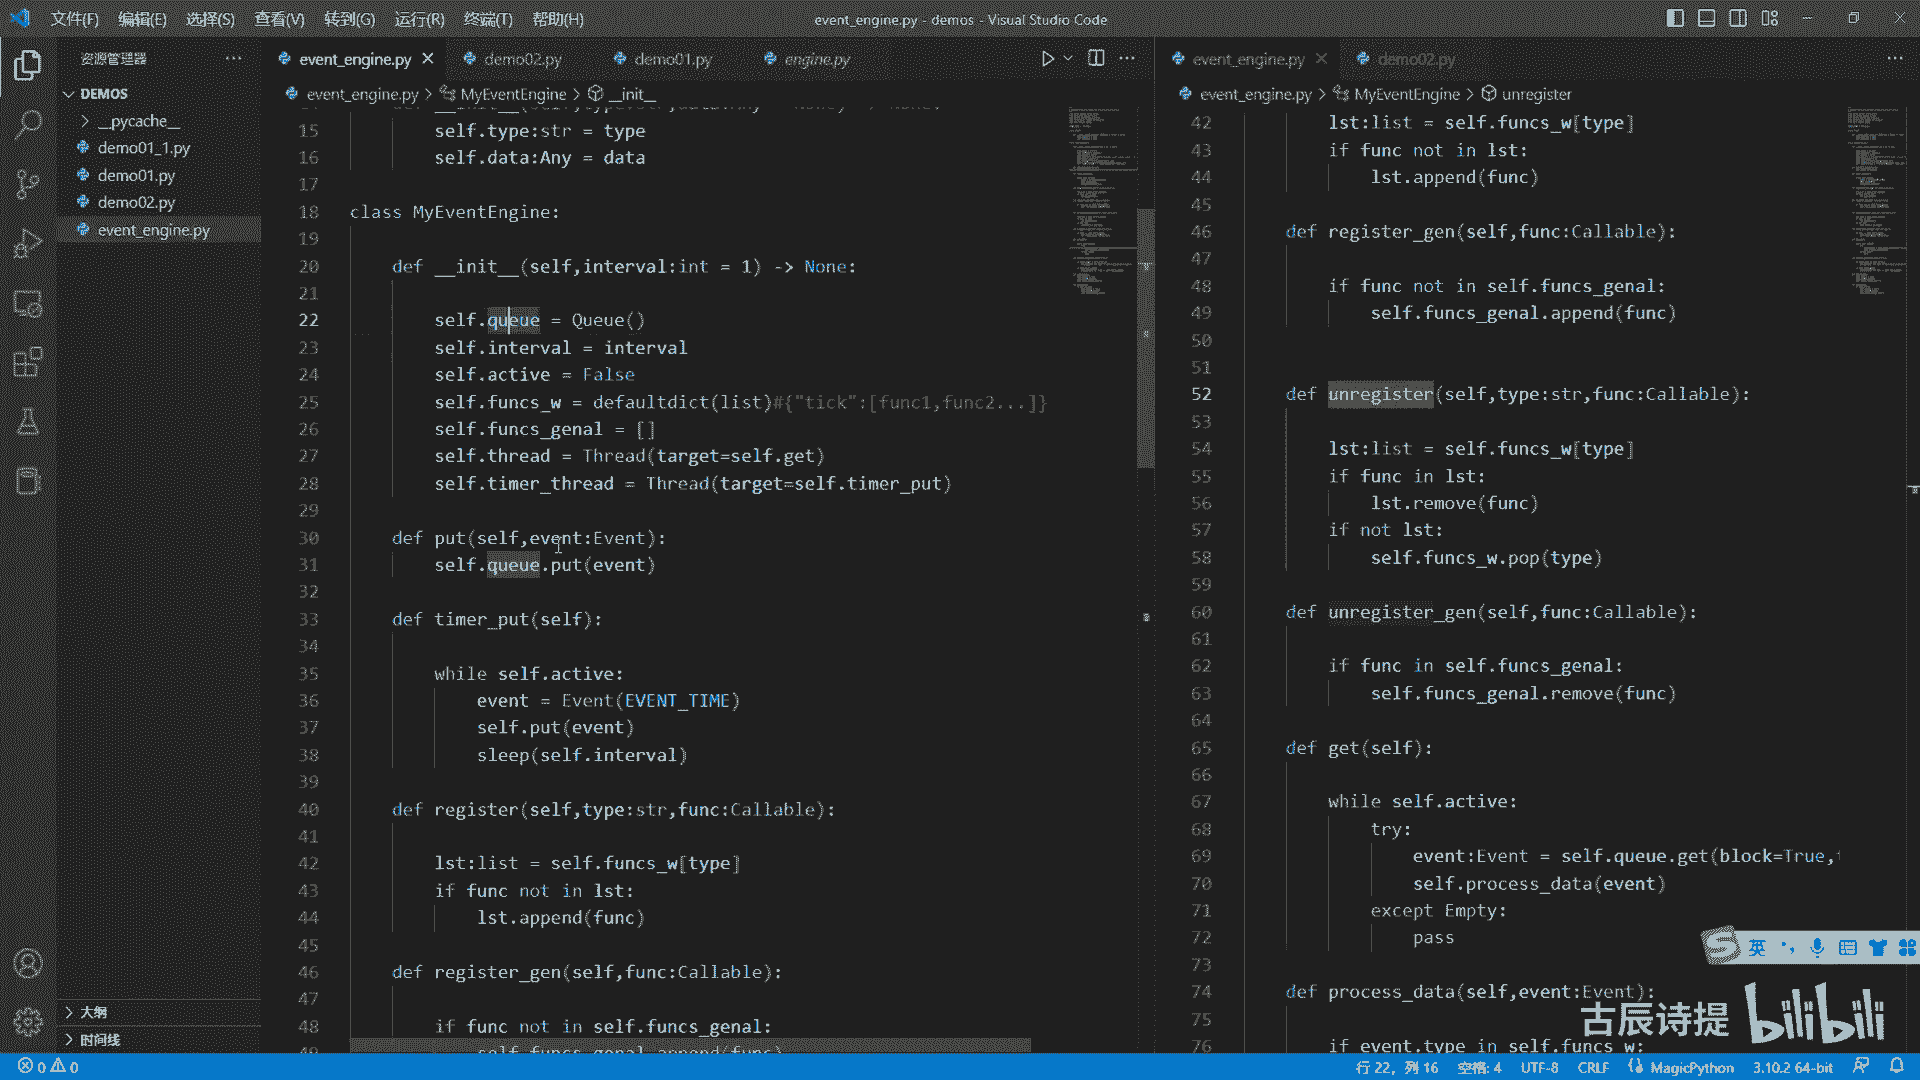 文件(F) 编辑(E) 选择(S) 查看(V) 转到(G) 运行(R) 终端(T) 帮助(H)
event_engine.py - demos - Visual Studio Code
资源管理器
DEMOS
__pycache__
demo01_1.py
demo01.py
demo02.py
event_engine.py
大纲
时间线
event_engine.py demo02.py demo01.py engine.py
event_engine.py > MyEventEngine > __init__
15 self.type:str = type
16 self.data:Any = data
17
18 class MyEventEngine:
19
20 def __init__(self,interval:int = 1) -> None:
21
22 self.queue = Queue()
23 self.interval = interval
24 self.active = False
25 self.funcs_w = defaultdict(list)#{"tick":[func1,func2...]}
26 self.funcs_genal = []
27 self.thread = Thread(target=self.get)
28 self.timer_thread = Thread(target=self.timer_put)
29
30 def put(self,event:Event):
31 self.queue.put(event)
32
33 def timer_put(self):
34
35 while self.active:
36 event = Event(EVENT_TIME)
37 self.put(event)
38 sleep(self.interval)
39
40 def register(self,type:str,func:Callable):
41
42 lst:list = self.funcs_w[type]
43 if func not in lst:
44 lst.append(func)
45
46 def register_gen(self,func:Callable):
47
48 if func not in self.funcs_genal:
49 self.funcs_genal.append(func)
event_engine.py demo02.py
event_engine.py > MyEventEngine > unregister
42 lst:list = self.funcs_w[type]
43 if func not in lst:
44 lst.append(func)
45
46 def register_gen(self,func:Callable):
47
48 if func not in self.funcs_genal:
49 self.funcs_genal.append(func)
50
51
52 def unregister(self,type:str,func:Callable):
53
54 lst:list = self.funcs_w[type]
55 if func in lst:
56 lst.remove(func)
57 if not lst:
58 self.funcs_w.pop(type)
59
60 def unregister_gen(self,func:Callable):
61
62 if func in self.funcs_genal:
63 self.funcs_genal.remove(func)
64
65 def get(self):
66
67 while self.active:
68 try:
69 event:Event = self.queue.get(block=True,
70 self.process_data(event)
71 except Empty:
72 pass
73
74 def process_data(self,event:Event):
75
76 if event.type in self.funcs_w:
英
古辰诗提 bilibili
0 0 行 22，列 16 空格: 4 UTF-8 CRLF MagicPython 3.10.2 64-bit